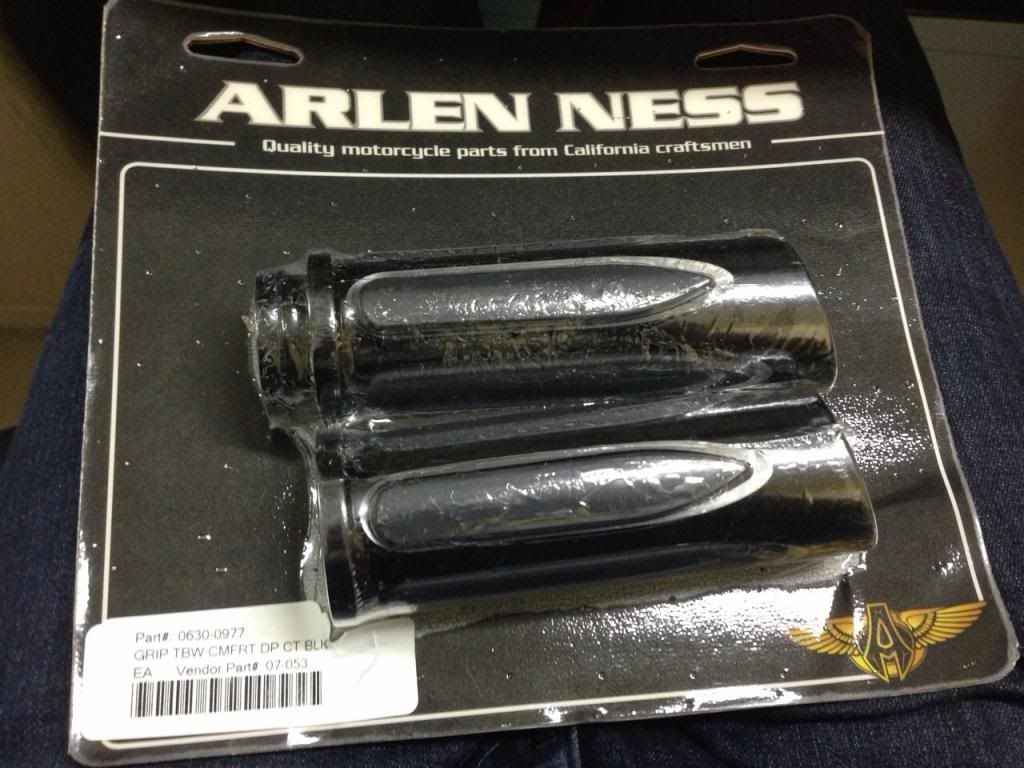 ARLEN NESS
Quality motorcycle parts from California craftsmen
Part#: 0630-0977
GRIP TBW CMFRT DP CT BLK
EA Vendor Part#: 07-053